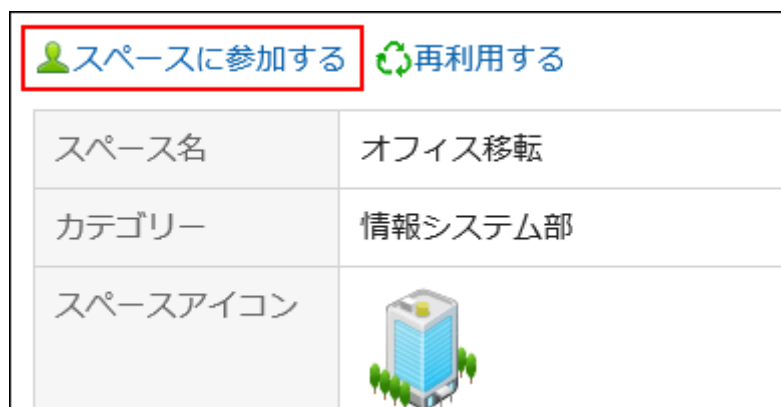 スペースに参加する 再利用する
スペース名 オフィス移転
カテゴリー 情報システム部
スペースアイコン